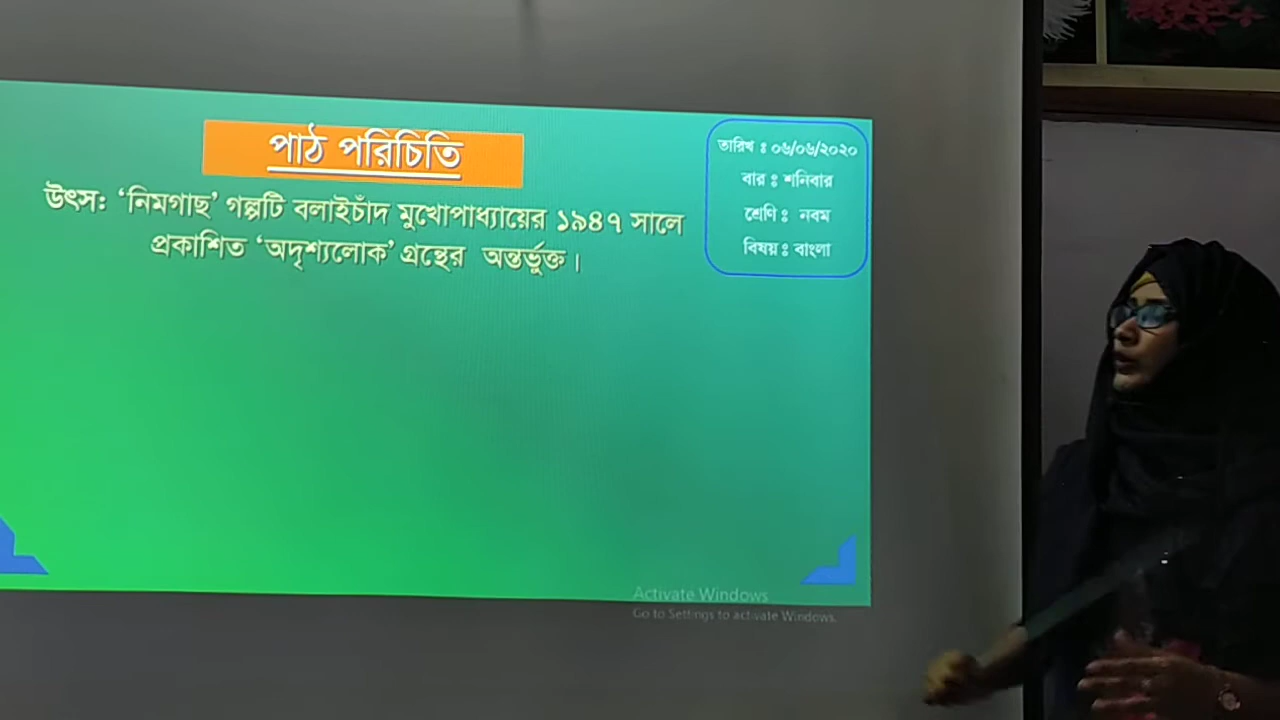 পাঠ পরিচিতি
উৎস: ‘নিমগাছ’ গল্পটি বলাইচাঁদ মুখোপাধ্যায়ের ১৯৪৭ সালে
প্রকাশিত ‘অদৃশ্যলোক’ গ্রন্থের অন্তর্ভুক্ত।
তারিখ ঃ ০৬/০৬/২০২০
বার ঃ শনিবার
শ্রেণি ঃ নবম
বিষয় ঃ বাংলা
Activate Windows
Go to Settings to activate Windows.